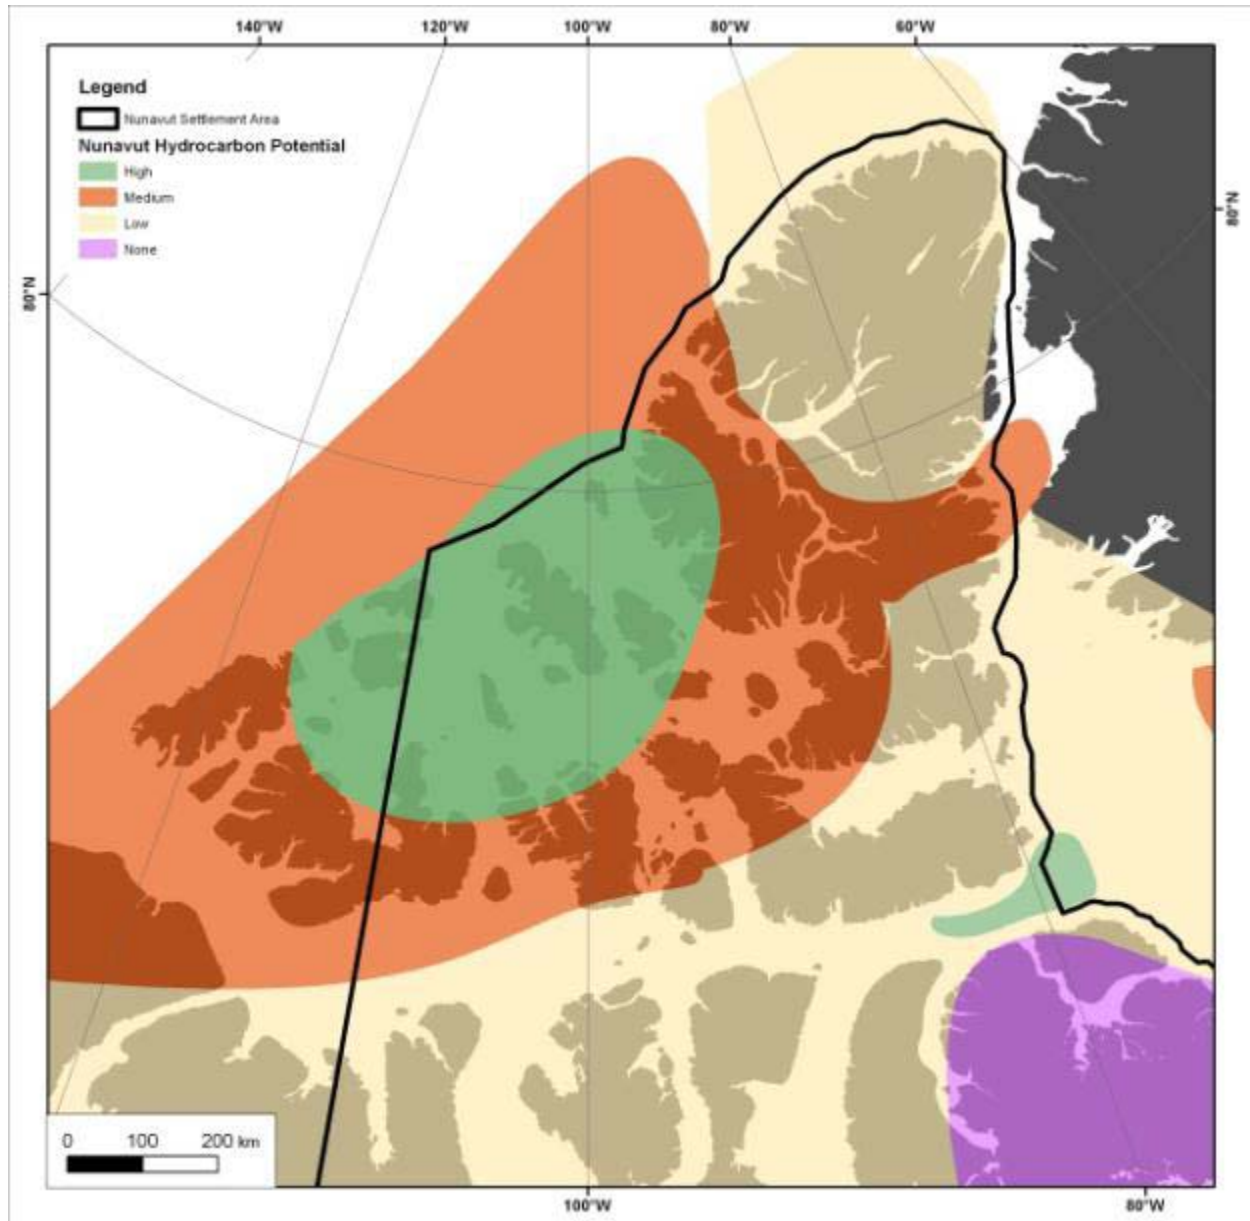 140°W 120°W 100°W 80°W 60°W
Legend
Nunavut Settlement Area
Nunavut Hydrocarbon Potential
High
Medium
Low
None
80°N
80°N
0 100 200 km
100°W 80°W